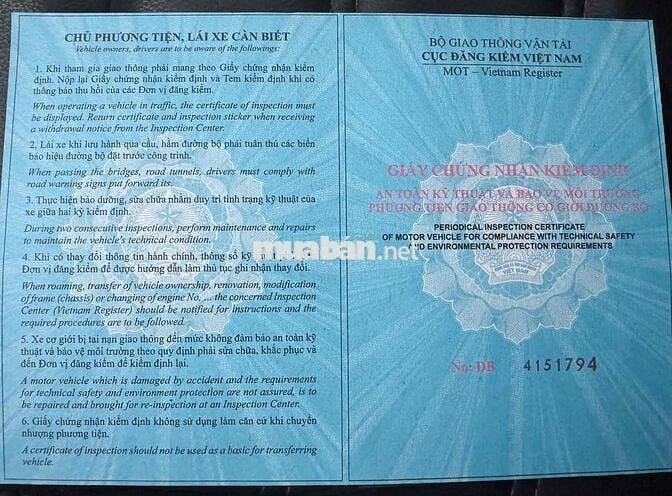 CHỦ PHƯƠNG TIỆN, LÁI XE CẦN BIẾT
Vehicle owners, drivers are to be aware of the followings:
1. Khi tham gia giao thông phải mang theo Giấy chứng nhận kiểm
định. Nộp lại Giấy chứng nhận kiểm định và Tem kiểm định khi có
thông báo thu hồi của các Đơn vị đăng kiểm.
When operating a vehicle in traffic, the certificate of inspection must
be displayed. Return certificate and inspection sticker when receiving
a withdrawal notice from the Inspection Center.
2. Lái xe khi lưu hành qua cầu, hầm đường bộ phải tuân thủ các biển
báo hiệu đường bộ đặt trước công trình.
When passing the bridges, road tunnels, drivers must comply with
road warning signs put forward its.
3. Thực hiện bảo dưỡng, sửa chữa nhằm duy trì tình trạng kỹ thuật của
xe giữa hai kỳ kiểm định.
During two consecutive inspections, perform maintenance and repairs
to maintain the vehicle's technical condition.
4. Khi có thay đổi thông tin hành chính, thông số kỹ thuật
Đơn vị đăng kiểm để được hướng dẫn làm thủ tục ghi nhận thay đổi.
When roaming, transfer of vehicle ownership, renovation, modification
of frame (chassis) or changing of engine No, ... the concerned Inspection
Center (Vietnam Register) should be notified for instructions and the
required procedures are to be followed.
5. Xe cơ giới bị tai nạn giao thông đến mức không đảm bảo an toàn kỹ
thuật và bảo vệ môi trường theo quy định phải sửa chữa, khắc phục và
đến Đơn vị đăng kiểm để kiểm định lại.
A motor vehicle which is damaged by accident and the requirements
for technical safety and environment protection are not assured, is to
be repaired and brought for re-inspection at an Inspection Center.
6. Giấy chứng nhận kiểm định không sử dụng làm căn cứ khi chuyển
nhượng phương tiện.
A certificate of inspection should not be used as a basic for transferring
vehicle.
BỘ GIAO THÔNG VẬN TẢI
CỤC ĐĂNG KIỂM VIỆT NAM
MOT – Vietnam Register
GIẤY CHỨNG NHẬN KIỂM ĐỊNH
AN TOÀN KỸ THUẬT VÀ BẢO VỆ MÔI TRƯỜNG
PHƯƠNG TIỆN GIAO THÔNG CƠ GIỚI ĐƯỜNG BỘ
PERIODICAL INSPECTION CERTIFICATE
OF MOTOR VEHICLE FOR COMPLIANCE WITH TECHNICAL SAFETY
AND ENVIRONMENTAL PROTECTION REQUIREMENTS
VIỆT NAM
No: DB 4151794
muaban.net